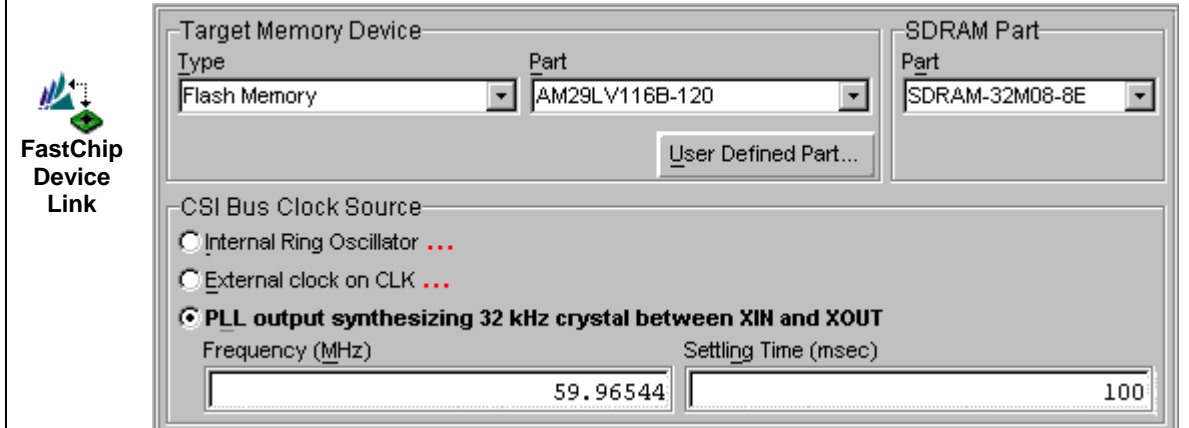 FastChip
Device
Link
Target Memory Device
Type
Flash Memory
Part
AM29LV116B-120
User Defined Part...
SDRAM Part
Part
SDRAM-32M08-8E
CSI Bus Clock Source
Internal Ring Oscillator ...
External clock on CLK ...
PLL output synthesizing 32 kHz crystal between XIN and XOUT
Frequency (MHz)
59.96544
Settling Time (msec)
100